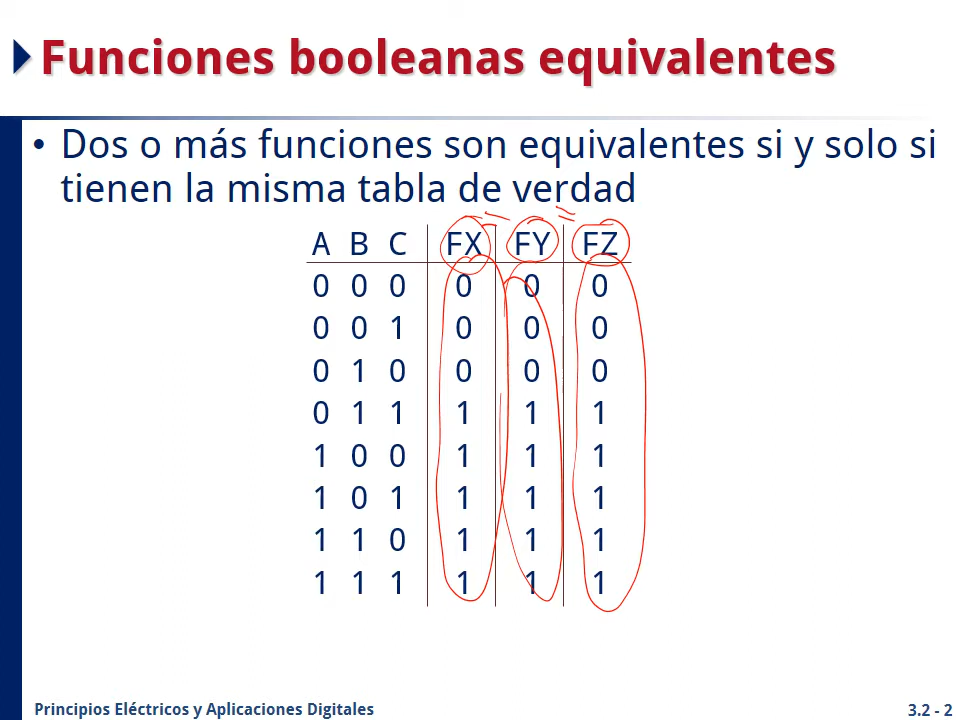 Funciones booleanas equivalentes
• Dos o más funciones son equivalentes si y solo si
tienen la misma tabla de verdad
A B C FX FY FZ
0 0 0 0 0 0
0 0 1 0 0 0
0 1 0 0 0 0
0 1 1 1 1 1
1 0 0 1 1 1
1 0 1 1 1 1
1 1 0 1 1 1
1 1 1 1 1 1
Principios Eléctricos y Aplicaciones Digitales
3.2 - 2